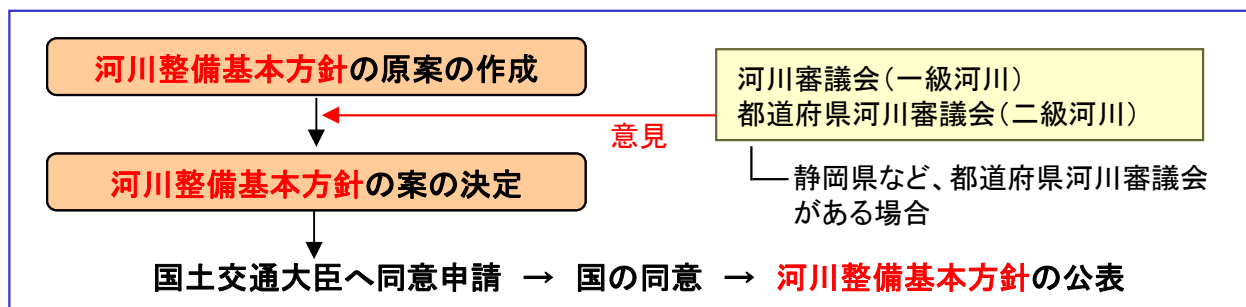 河川整備基本方針の原案の作成
河川審議会(一級河川)
都道府県河川審議会(二級河川)
意見
静岡県など、都道府県河川審議会
がある場合
河川整備基本方針の案の決定
国土交通大臣へ同意申請 → 国の同意 → 河川整備基本方針の公表